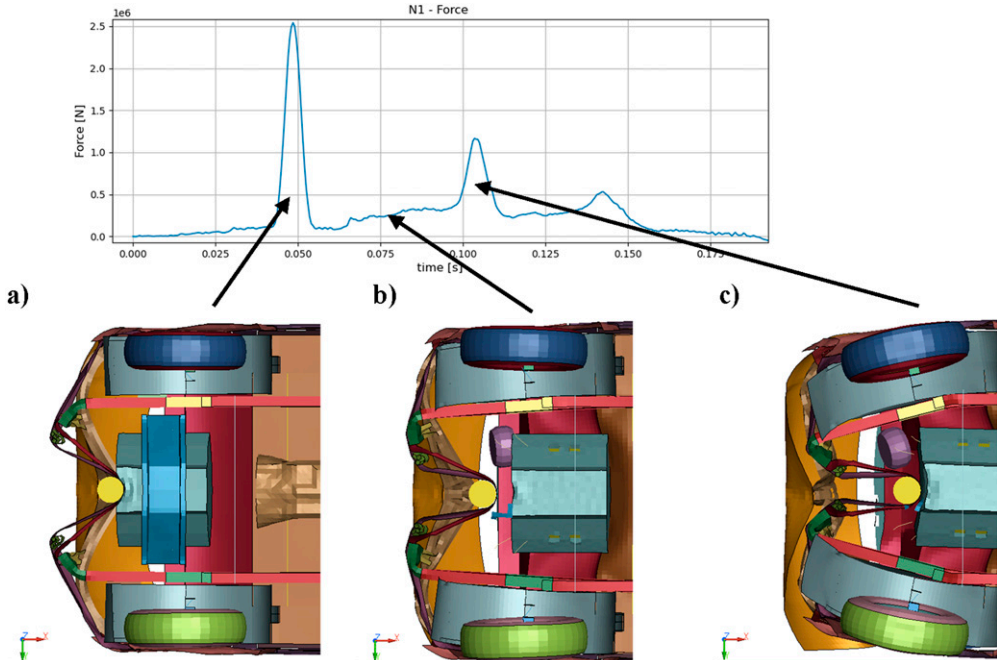 N1 - Force
1e6
2.5
2.0
1.5
1.0
0.5
0.0
Force [N]
0.000 0.025 0.050 0.075 0.100 0.125 0.150 0.175
time [s]
a) b) c)
Z X Z X Z X
Y Y Y